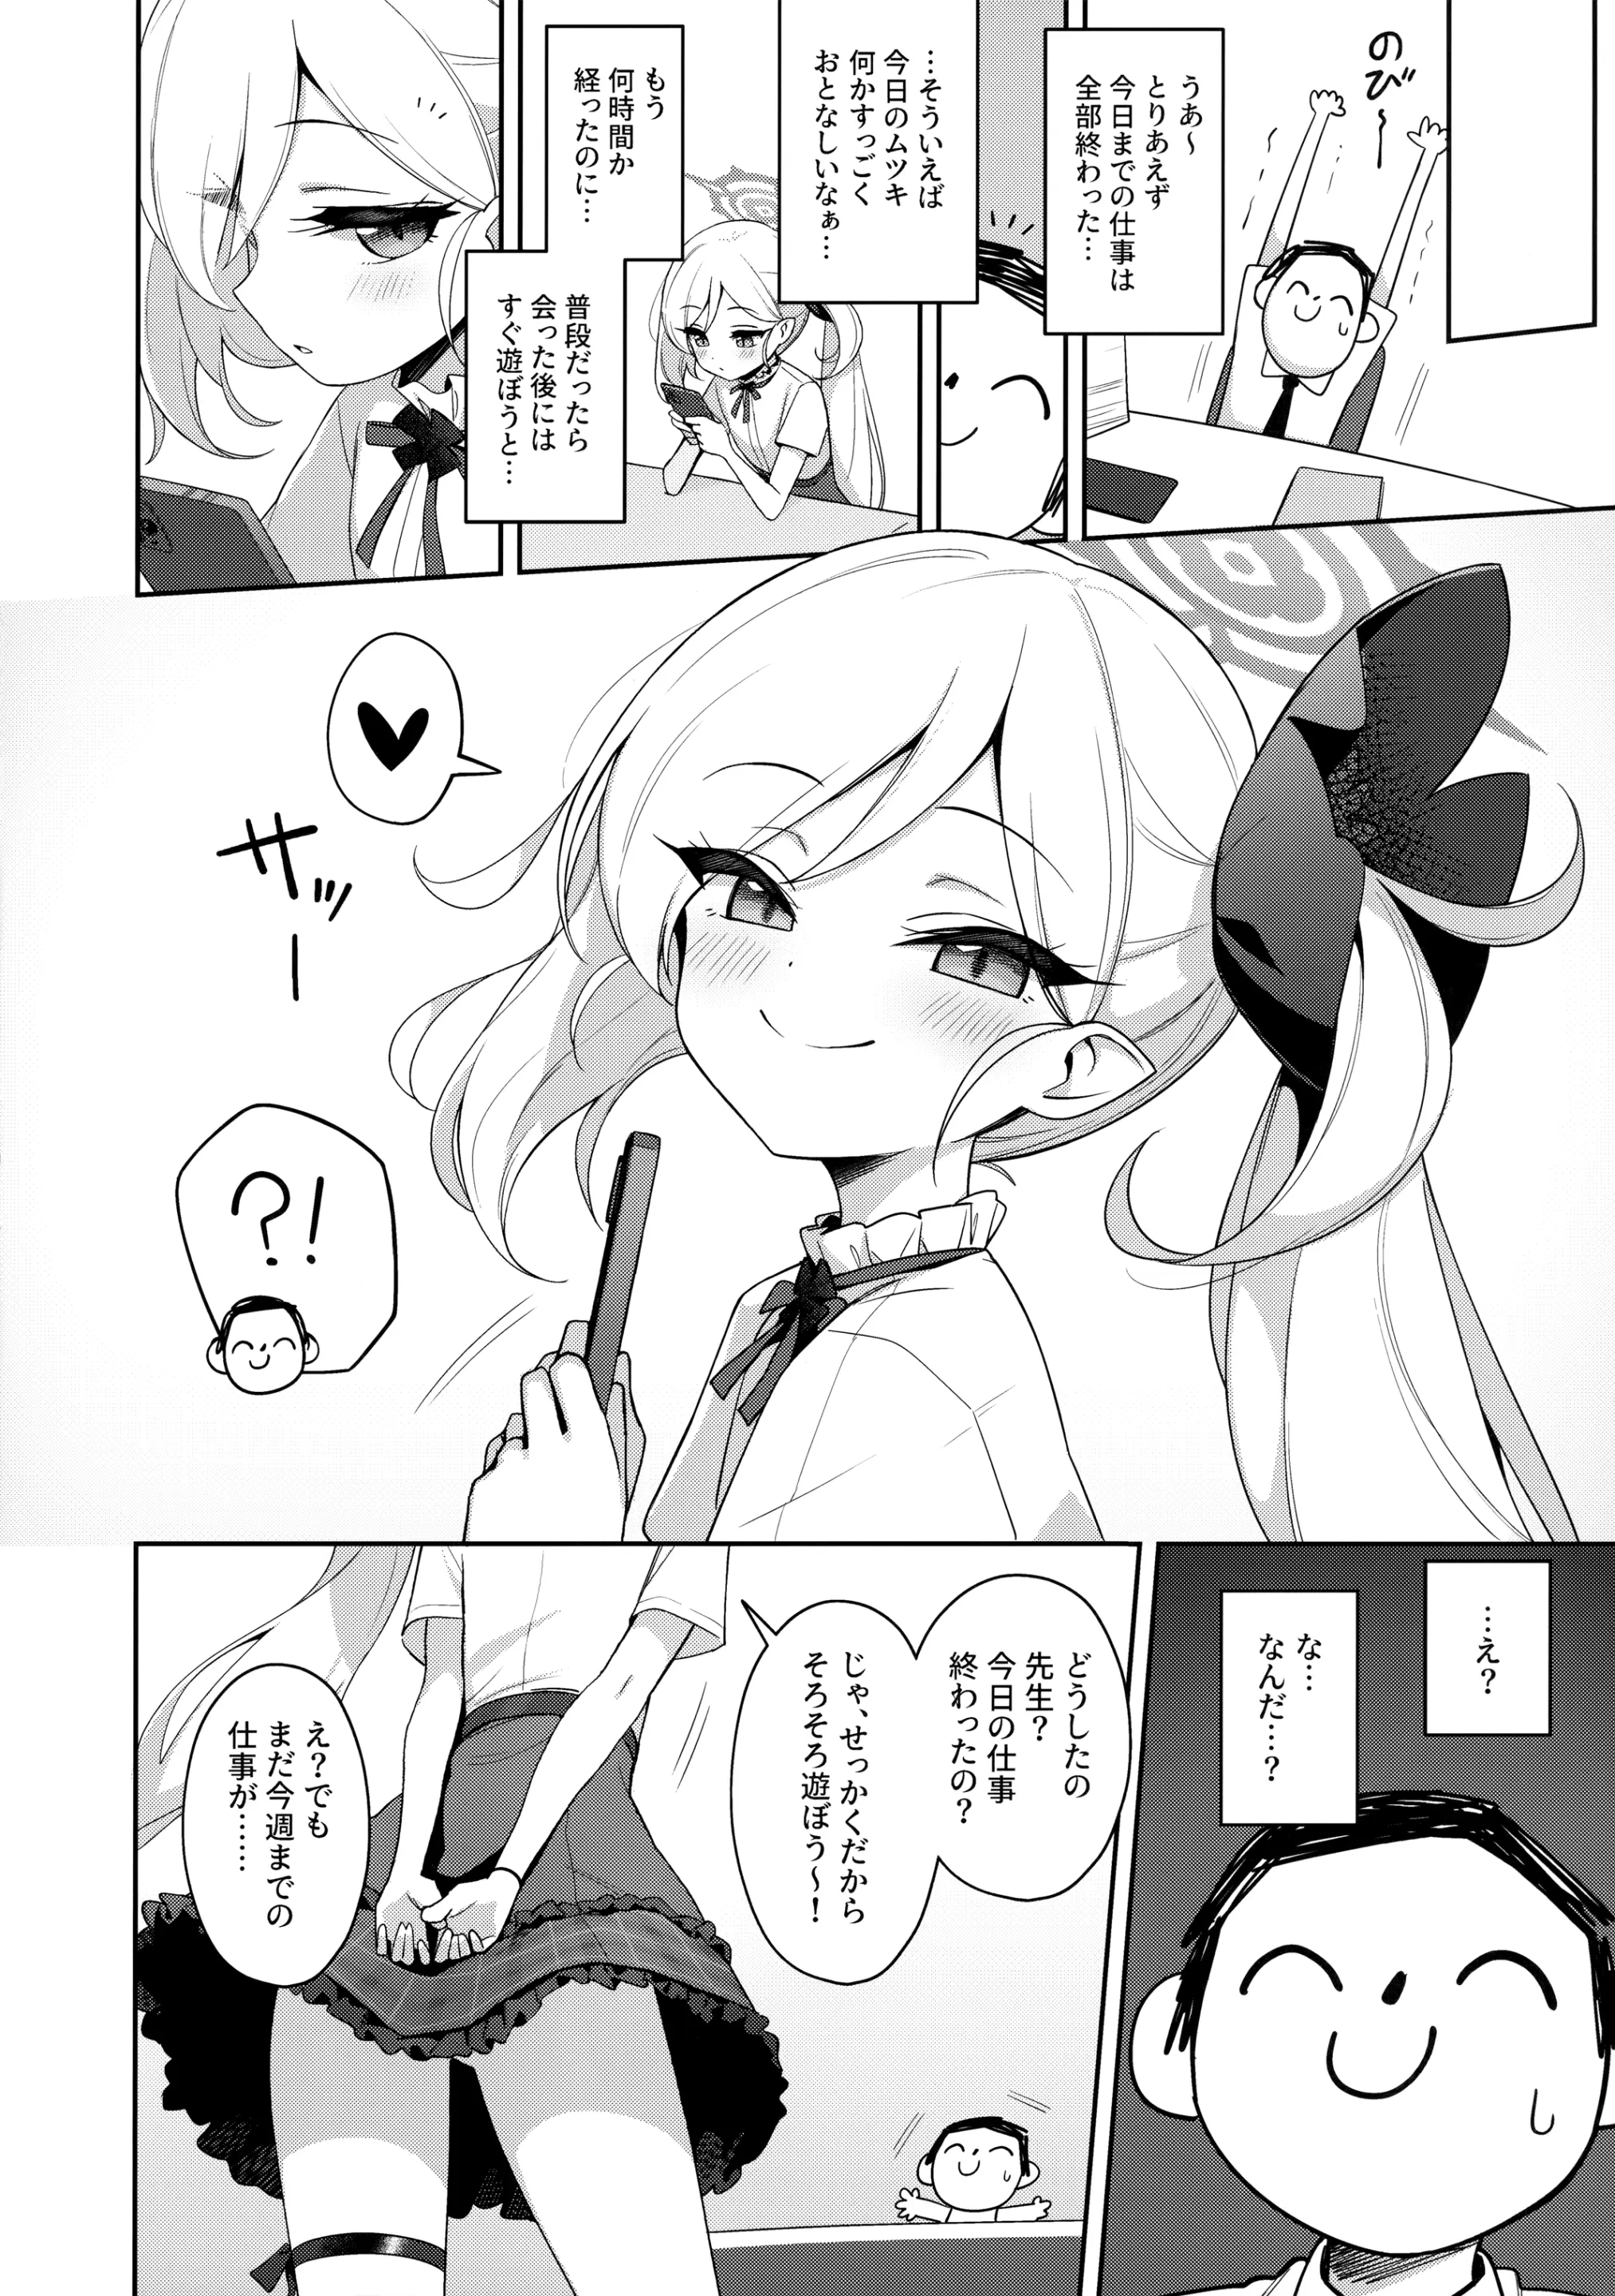 のび〜
うあ〜
とりあえず
今日までの仕事は
全部終わった…
…そういえば
今日のムツキ
何かすっごく
おとなしいなぁ…
もう
何時間か
経ったのに…
普段だったら
会った後には
すぐ遊ぼうと…
♥
サッー
?!
…え?
な…
なんだ…?
どうしたの
先生?
今日の仕事
終わったの?
じゃ、せっかくだから
そろそろ遊ぼう〜!
え?でも
まだ今週までの
仕事が……